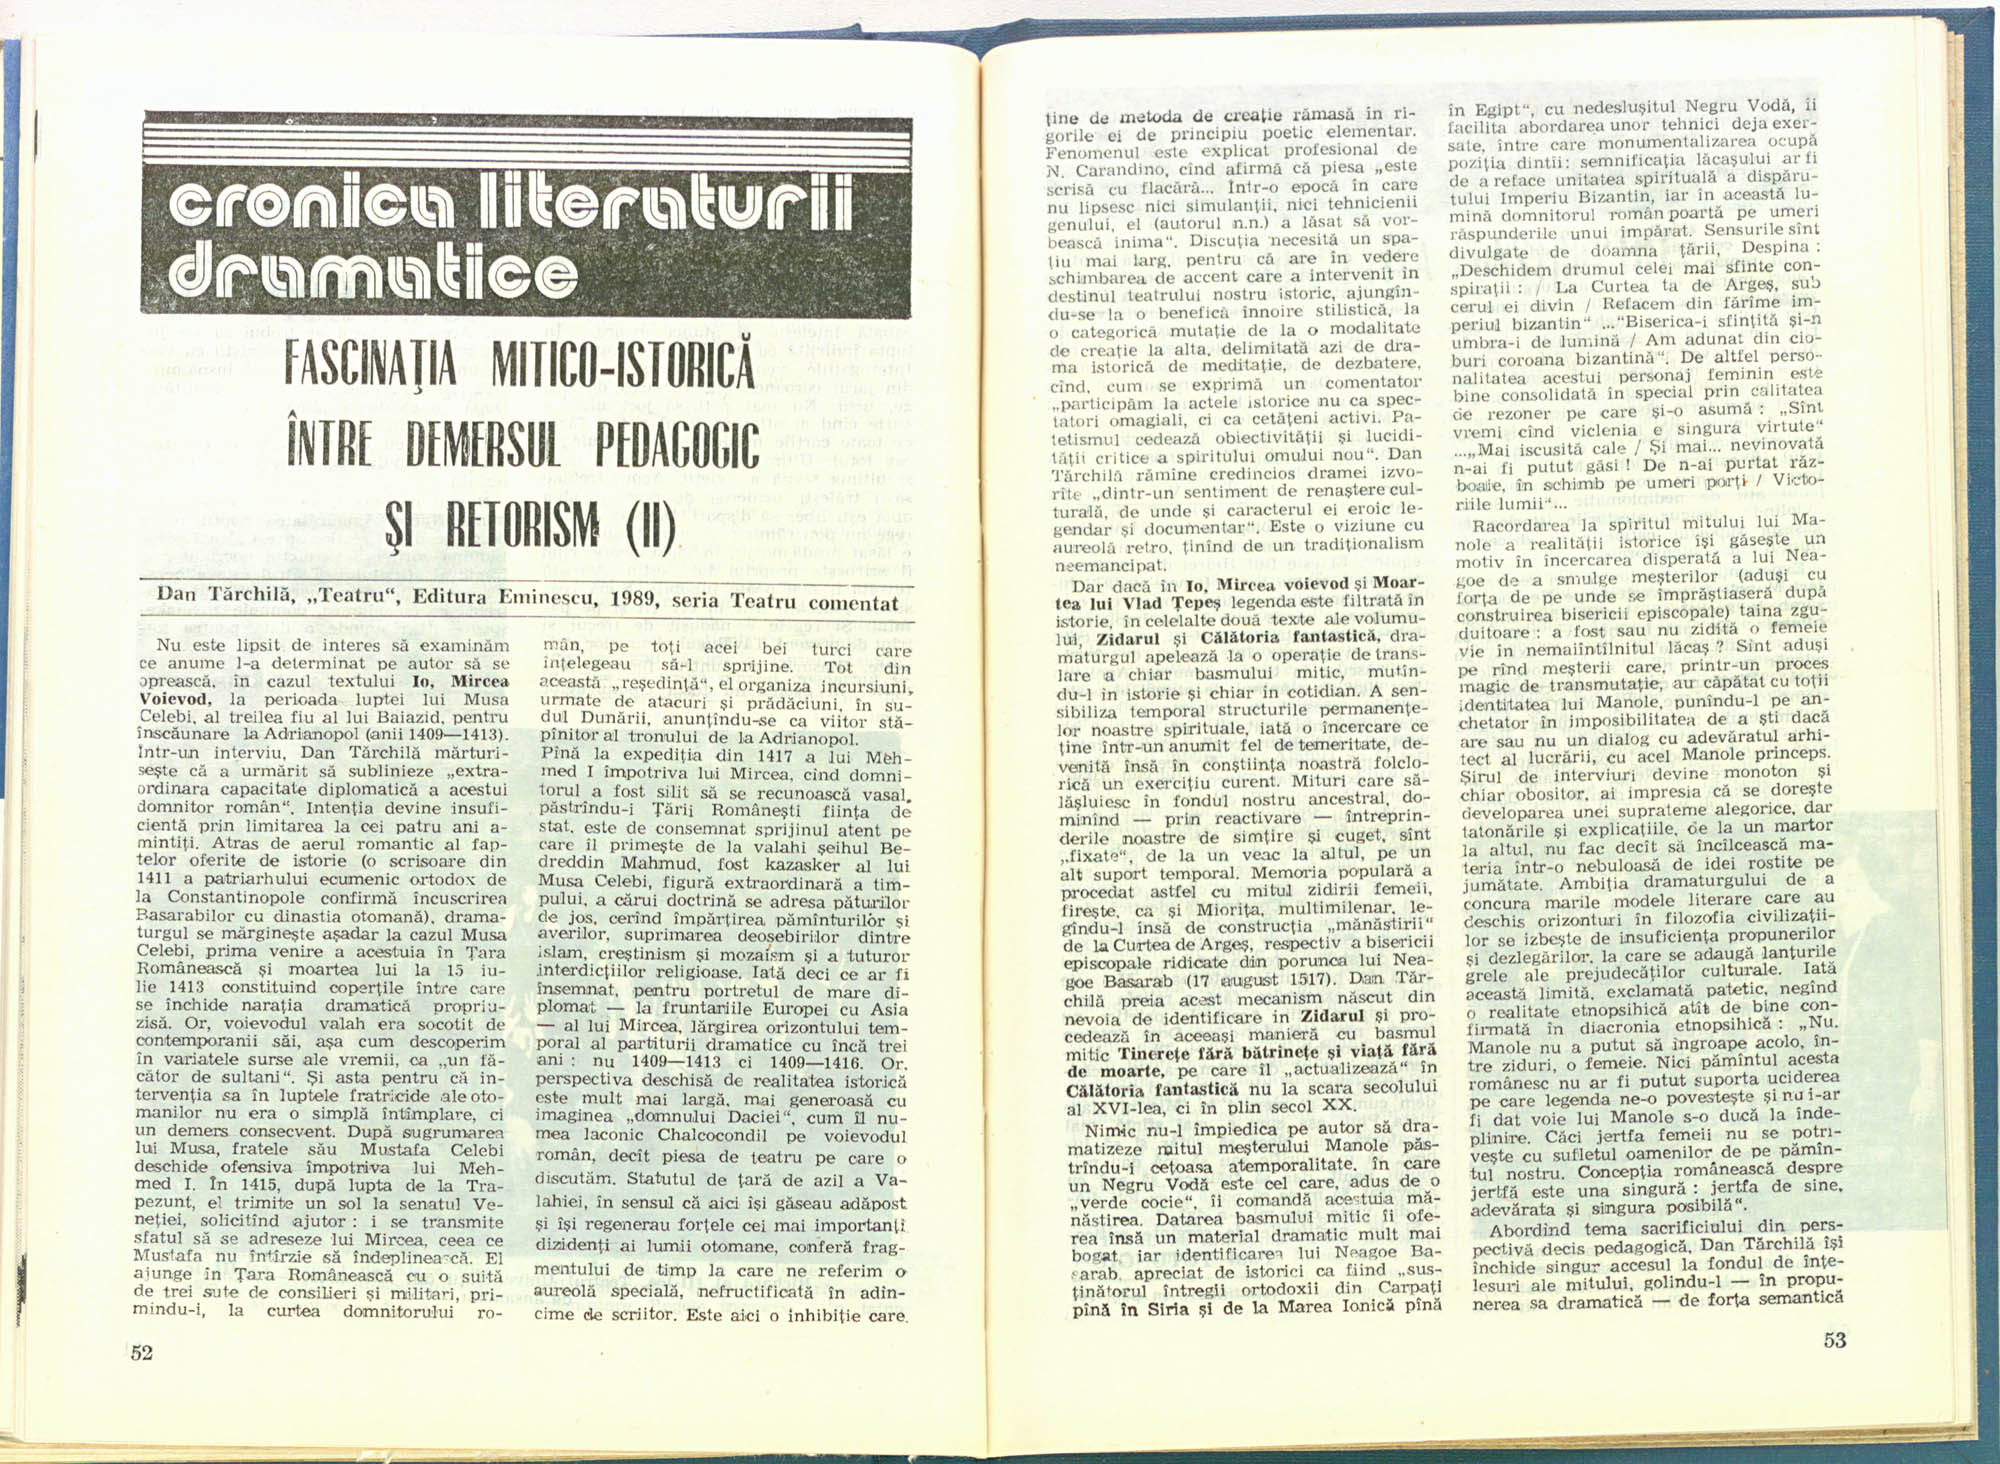 cronica literaturii
dramatice
FASCINAŢIA MITICO-ISTORICĂ
ÎNTRE DEMERSUL PEDAGOGIC
ŞI RETORISM (II)
Dan Tărchilă, „Teatru“, Editura Eminescu, 1989, seria Teatru comentat
Nu este lipsit de interes să examinăm
ce anume l-a determinat pe autor să se
oprească, în cazul textului Io, Mircea
Voievod, la perioada luptei lui Musa
Celebi, al treilea fiu al lui Baiazid, pentru
înscăunare la Adrianopol (anii 1409—1413).
Într-un interviu, Dan Tărchilă mărturi-
seşte că a urmărit să sublinieze „extra-
ordinara capacitate diplomatică a acestui
domnitor român“. Intenţia devine insufi-
cientă prin limitarea la cei patru ani a-
mintiţi. Atras de aerul romantic al fap-
telor oferite de istorie (o scrisoare din
1411 a patriarhului ecumenic ortodox de
la Constantinopole confirmă încuscrirea
Basarabilor cu dinastia otomană), drama-
turgul se mărgineşte aşadar la cazul Musa
Celebi, prima venire a acestuia în Ţara
Românească şi moartea lui la 15 iu-
lie 1413 constituind coperţile între care
se închide naraţia dramatică propriu-
zisă. Or, voievodul valah era socotit de
contemporanii săi, aşa cum descoperim
în variatele surse ale vremii, ca „un fă-
cător de sultani“. Şi asta pentru că in-
tervenţia sa în luptele fratricide ale oto-
manilor nu era o simplă întîmplare, ci
un demers consecvent. După sugrumarea
lui Musa, fratele său Mustafa Celebi
deschide ofensiva împotriva lui Meh-
med I. În 1415, după lupta de la Tra-
pezunt, el trimite un sol la senatul Ve-
neţiei, solicitînd ajutor : i se transmite
sfatul să se adreseze lui Mircea, ceea ce
Mustafa nu întîrzie să îndeplinească. El
ajunge în Ţara Românească cu o suită
de trei sute de consilieri şi militari, pri-
mindu-i, la curtea domnitorului ro-
mân, pe toţi acei bei turci care
înţelegeau să-l sprijine. Tot din
această „reşedinţă“, el organiza incursiuni,
urmate de atacuri şi prădăciuni, în su-
dul Dunării, anunţîndu-se ca viitor stă-
pînitor al tronului de la Adrianopol.
Pînă la expediţia din 1417 a lui Meh-
med I împotriva lui Mircea, cînd domni-
torul a fost silit să se recunoască vasal,
păstrîndu-i Ţării Româneşti fiinţa de
stat, este de consemnat sprijinul atent pe
care îl primeşte de la valahi şeihul Be-
dreddin Mahmud, fost kazasker al lui
Musa Celebi, figură extraordinară a tim-
pului, a cărui doctrină se adresa păturilor
de jos, cerînd împărţirea pămînturilor şi
averilor, suprimarea deosebirilor dintre
islam, creştinism şi mozaism şi a tuturor
interdicţiilor religioase. Iată deci ce ar fi
însemnat, pentru portretul de mare di-
plomat — la fruntariile Europei cu Asia
— al lui Mircea, lărgirea orizontului tem-
poral al partiturii dramatice cu încă trei
ani : nu 1409—1413 ci 1409—1416. Or,
perspectiva deschisă de realitatea istorică
este mult mai largă, mai generoasă cu
imaginea „domnului Daciei“, cum îl nu-
mea laconic Chalcocondil pe voievodul
român, decît piesa de teatru pe care o
discutăm. Statutul de ţară de azil a Va-
lahiei, în sensul că aici îşi găseau adăpost
şi îşi regenerau forţele cei mai importanţi
dizidenţi ai lumii otomane, conferă frag-
mentului de timp la care ne referim o
aureolă specială, nefructificată în adîn-
cime de scriitor. Este aici o inhibiţie care
52
ţine de metoda de creaţie rămasă în ri-
gorile ei de principiu poetic elementar.
Fenomenul este explicat profesional de
N. Carandino, cînd afirmă că piesa „este
scrisă cu flacără... Într-o epocă în care
nu lipsesc nici simulanţii, nici tehnicienii
genului, el (autorul n.n.) a lăsat să vor-
bească inima“. Discuţia necesită un spa-
ţiu mai larg, pentru că are în vedere
schimbarea de accent care a intervenit în
destinul teatrului nostru istoric, ajungîn-
du-se la o benefică înnoire stilistică, la
o categorică mutaţie de la o modalitate
de creaţie la alta, delimitată azi de dra-
ma istorică de meditaţie, de dezbatere,
cînd, cum se exprimă un comentator
„participăm la actele istorice nu ca spec-
tatori omagiali, ci ca cetăţeni activi. Pa-
tetismul cedează obiectivităţii şi lucidi-
tăţii critice a spiritului omului nou“. Dan
Tărchilă rămîne credincios dramei izvo-
rîte „dintr-un sentiment de renaştere cul-
turală, de unde şi caracterul ei eroic le-
gendar şi documentar“. Este o viziune cu
aureolă retro, ţinînd de un tradiţionalism
neemancipat.
Dar dacă în Io, Mircea voievod şi Moar-
tea lui Vlad Ţepeş legenda este filtrată în
istorie, în celelalte două texte ale volumu-
lui, Zidarul şi Călătoria fantastică, dra-
maturgul apelează la o operaţie de trans-
lare a chiar basmului mitic, mutîn-
du-l în istorie şi chiar în cotidian. A sen-
sibiliza temporal structurile permanenţe-
lor noastre spirituale, iată o încercare ce
ţine într-un anumit fel de temeritate, de-
venită însă în conştiinţa noastră folclo-
rică un exerciţiu curent. Mituri care să-
lăşluiesc în fondul nostru ancestral, do-
minînd — prin reactivare — întreprin-
derile noastre de simţire şi cuget, sînt
„fixate“, de la un veac la altul, pe un
alt suport temporal. Memoria populară a
procedat astfel cu mitul zidirii femeii,
fireşte, ca şi Mioriţa, multimilenar, le-
gîndu-l însă de construcţia „mănăstirii“
de la Curtea de Argeş, respectiv a bisericii
episcopale ridicate din porunca lui Nea-
goe Basarab (17 august 1517). Dan Tăr-
chilă preia acest mecanism născut din
nevoia de identificare în Zidarul şi pro-
cedează în aceeaşi manieră cu basmul
mitic Tinereţe fără bătrîneţe şi viaţă fără
de moarte, pe care îl „actualizează“ în
Călătoria fantastică nu la scara secolului
al XVI-lea, ci în plin secol XX.
Nimic nu-l împiedica pe autor să dra-
matizeze mitul meşterului Manole păs-
trîndu-i ceţoasa atemporalitate, în care
un Negru Vodă este cel care, adus de o
„verde cocie“, îi comandă acestuia mă-
năstirea. Datarea basmului mitic îi ofe-
rea însă un material dramatic mult mai
bogat, iar identificarea lui Neagoe Ba-
sarab, apreciat de istorici ca fiind „sus-
ţinătorul întregii ortodoxii din Carpaţi
pînă în Siria şi de la Marea Ionică pînă
în Egipt“, cu nedesluşitul Negru Vodă, îi
facilita abordarea unor tehnici deja exer-
sate, între care monumentalizarea ocupă
poziţia dintîi: semnificaţia lăcaşului ar fi
de a reface unitatea spirituală a dispăru-
tului Imperiu Bizantin, iar în această lu-
mină domnitorul român poartă pe umeri
răspunderile unui împărat. Sensurile sînt
divulgate de doamna ţării, Despina :
„Deschidem drumul celei mai sfinte con-
spiraţii : / La Curtea ta de Argeş, sub
cerul ei divin / Refacem din fărîme im-
periul bizantin“ ...“Biserica-i sfinţită şi-n
umbra-i de lumină / Am adunat din cio-
buri coroana bizantină“. De altfel perso-
nalitatea acestui personaj feminin este
bine consolidată în special prin calitatea
de rezoner pe care şi-o asumă : „Sînt
vremi cînd viclenia e singura virtute“
...„Mai iscusită cale / Şi mai... nevinovată
n-ai fi putut găsi ! De n-ai purtat răz-
boaie, în schimb pe umeri porţi / Victo-
riile lumii“...
Racordarea la spiritul mitului lui Ma-
nole a realităţii istorice îşi găseşte un
motiv în încercarea disperată a lui Nea-
goe de a smulge meşterilor (aduşi cu
forţa de pe unde se împrăştiaseră după
construirea bisericii episcopale) taina zgu-
duitoare : a fost sau nu zidită o femeie
vie în nemaiîntîlnitul lăcaş ? Sînt aduşi
pe rînd meşterii care, printr-un proces
magic de transmutaţie, au căpătat cu toţii
identitatea lui Manole, punîndu-l pe an-
chetator în imposibilitatea de a şti dacă
are sau nu un dialog cu adevăratul arhi-
tect al lucrării, cu acel Manole princeps.
Şirul de interviuri devine monoton şi
chiar obositor, ai impresia că se doreşte
developarea unei suprateme alegorice, dar
tatonările şi explicaţiile, de la un martor
la altul, nu fac decît să încîlcească ma-
teria într-o nebuloasă de idei rostite pe
jumătate. Ambiţia dramaturgului de a
concura marile modele literare care au
deschis orizonturi în filozofia civilizaţii-
lor se izbeşte de insuficienţa propunerilor
şi dezlegărilor, la care se adaugă lanţurile
grele ale prejudecăţilor culturale. Iată
această limită, exclamată patetic, negînd
o realitate etnopsihică atît de bine con-
firmată în diacronia etnopsihică : „Nu.
Manole nu a putut să îngroape acolo, în-
tre ziduri, o femeie. Nici pămîntul acesta
românesc nu ar fi putut suporta uciderea
pe care legenda ne-o povesteşte şi nu i-ar
fi dat voie lui Manole s-o ducă la înde-
plinire. Căci jertfa femeii nu se potri-
veşte cu sufletul oamenilor de pe pămîn-
tul nostru. Concepţia românească despre
jertfă este una singură : jertfa de sine,
adevărata şi singura posibilă“.
Abordînd tema sacrificiului din pers-
pectivă decis pedagogică, Dan Tărchilă îşi
închide singur accesul la fondul de înţe-
lesuri ale mitului, golindu-l — în propu-
nerea sa dramatică — de forţa semantică
53